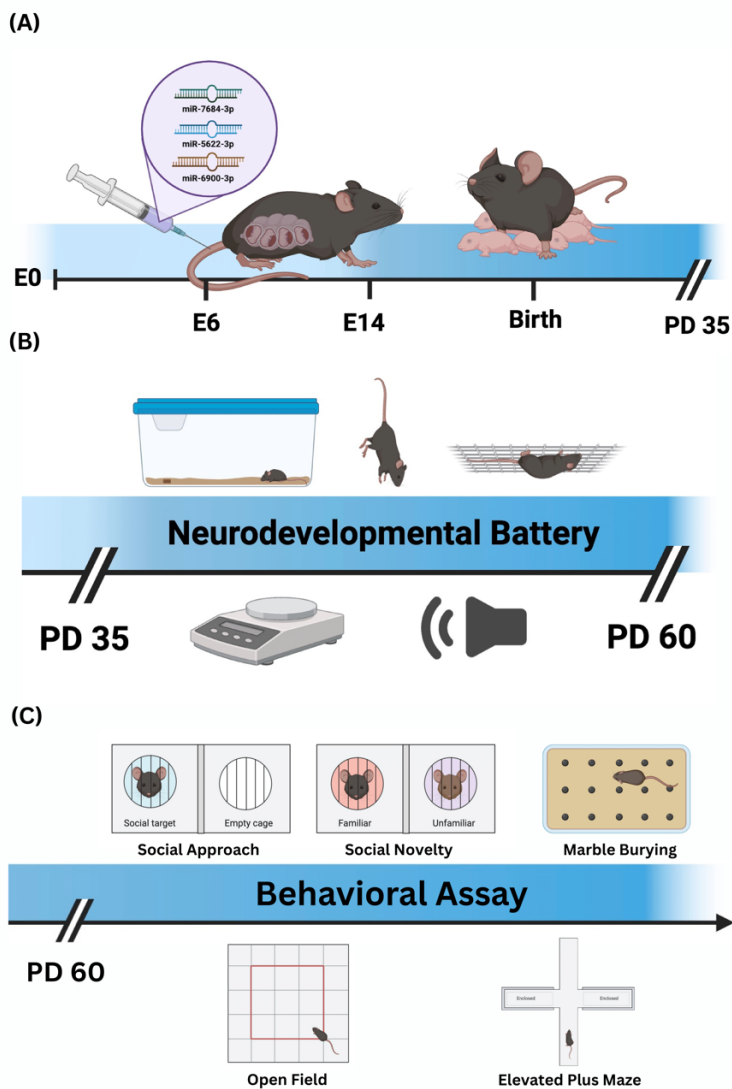 (A)
miR-7684-3p
miR-5622-3p
miR-6900-3p
E0
E6
E14
Birth
PD 35
(B)
Neurodevelopmental Battery
PD 35
PD 60
(C)
Social target
Empty cage
Familiar
Unfamiliar
Social Approach
Social Novelty
Marble Burying
Behavioral Assay
PD 60
Enclosed
Enclosed
Open Field
Elevated Plus Maze